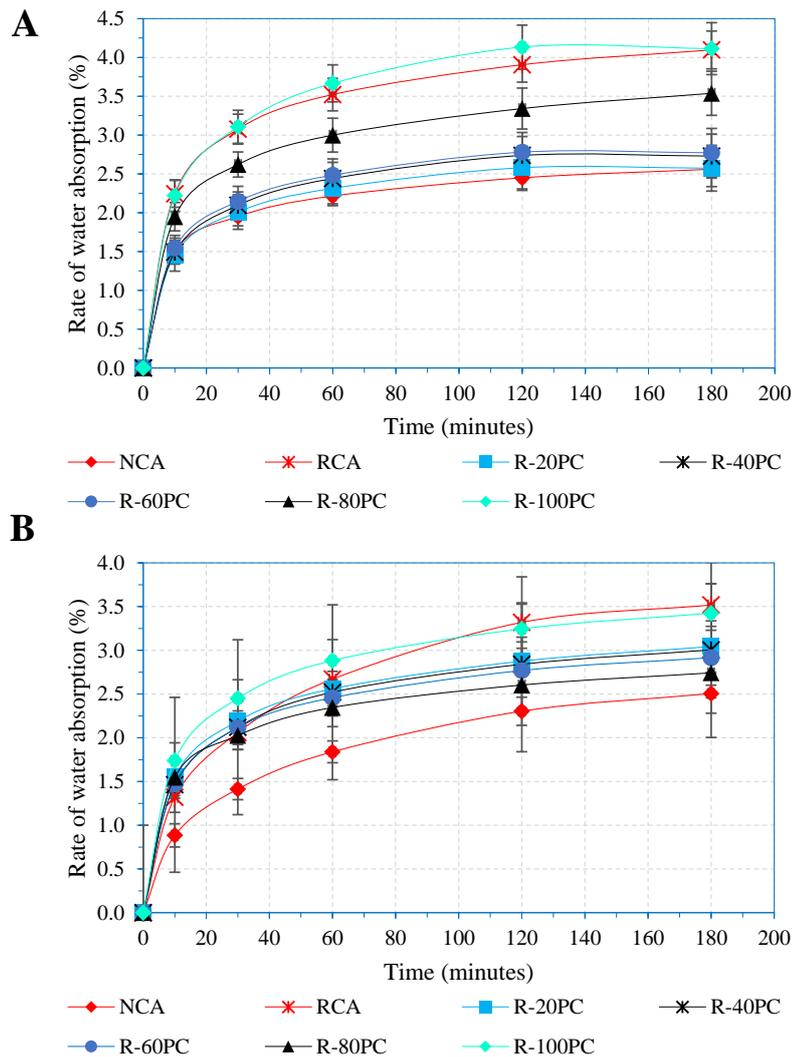 A
Rate of water absorption (%)
4.5
4.0
3.5
3.0
2.5
2.0
1.5
1.0
0.5
0.0
0 20 40 60 80 100 120 140 160 180 200
Time (minutes)
NCA RCA R-20PC R-40PC
R-60PC R-80PC R-100PC
B
Rate of water absorption (%)
4.0
3.5
3.0
2.5
2.0
1.5
1.0
0.5
0.0
0 20 40 60 80 100 120 140 160 180 200
Time (minutes)
NCA RCA R-20PC R-40PC
R-60PC R-80PC R-100PC